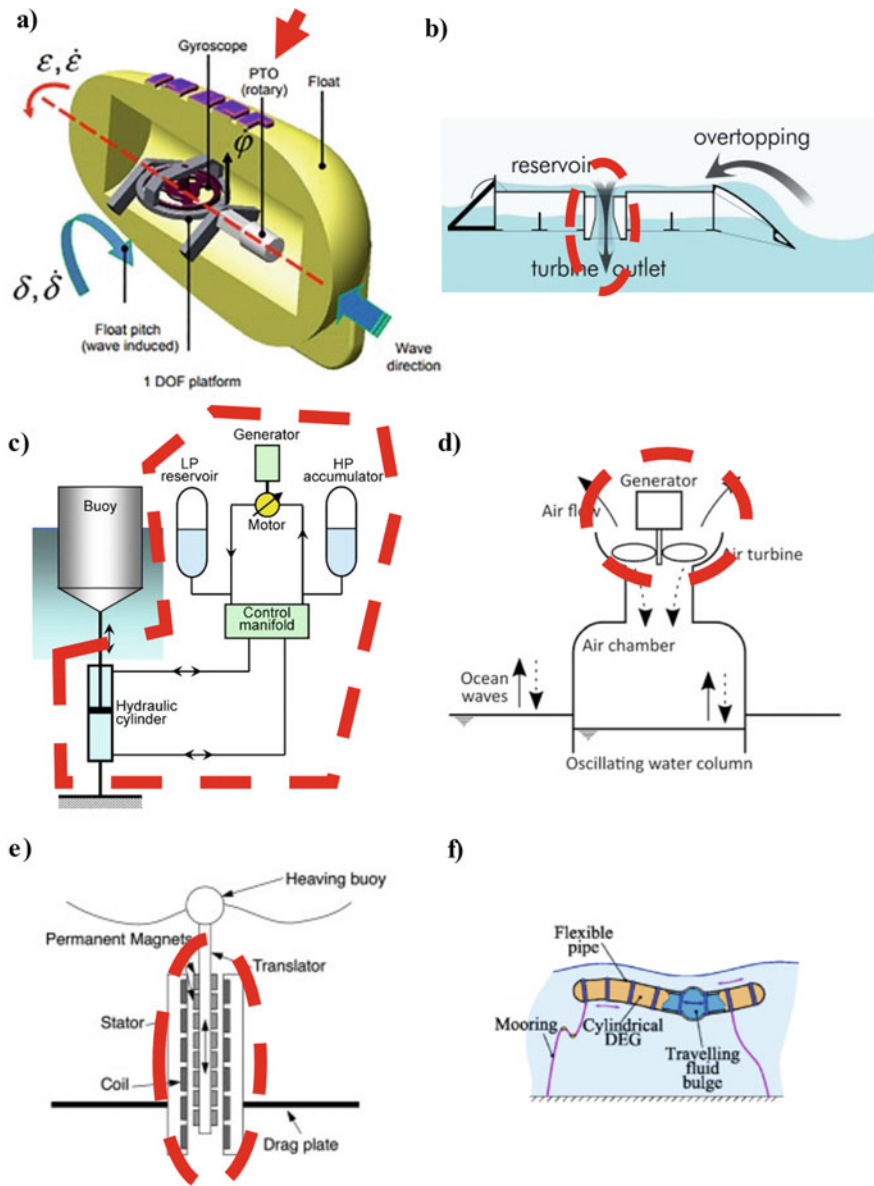 a)
Gyroscope
PTO
(rotary)
Float
ε, ε̇
φ̇
δ, δ̇
Float pitch
(wave induced)
1 DOF platform
Wave
direction
b)
overtopping
reservoir
turbine outlet
c)
Generator
LP
reservoir
HP
accumulator
Buoy
Motor
Control
manifold
Hydraulic
cylinder
d)
Generator
Air flow
Air turbine
Air chamber
Ocean
waves
Oscillating water column
e)
Heaving buoy
Permanent Magnets
Translator
Stator
Coil
Drag plate
f)
Flexible
pipe
Mooring
Cylindrical
DEG
Travelling
fluid
bulge